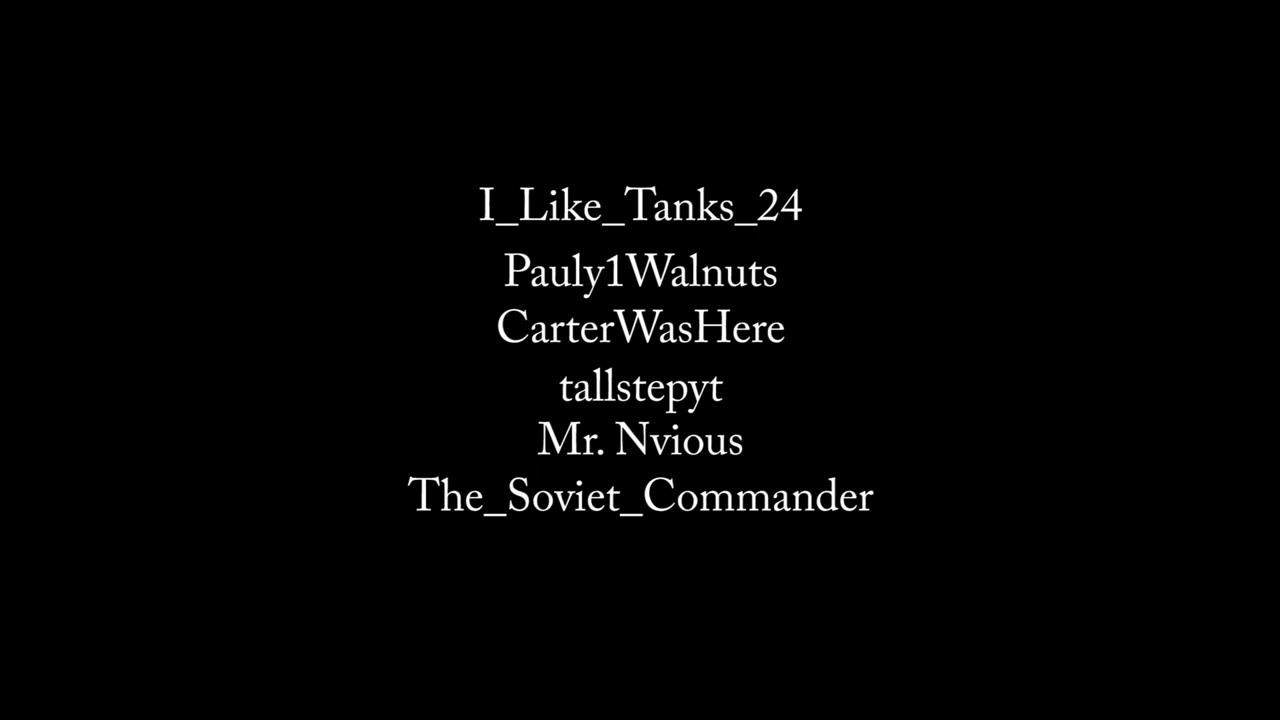 I_Like_Tanks_24
Pauly1Walnuts
CarterWasHere
tallstepyt
Mr. Nvious
The_Soviet_Commander